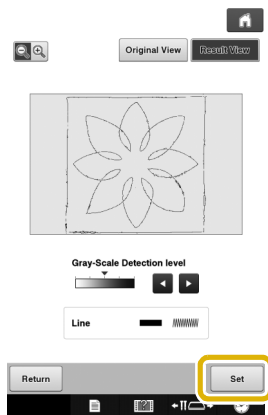 Original View
Result View
Gray-Scale Detection level
Line
Return
Set